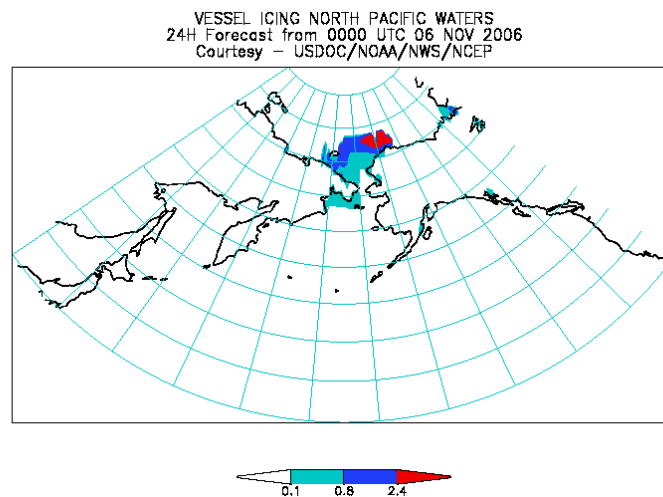 VESSEL ICING NORTH PACIFIC WATERS
24H Forecast from 0000 UTC 06 NOV 2006
Courtesy - USDOC/NOAA/NWS/NCEP
0.1 0.8 2.4